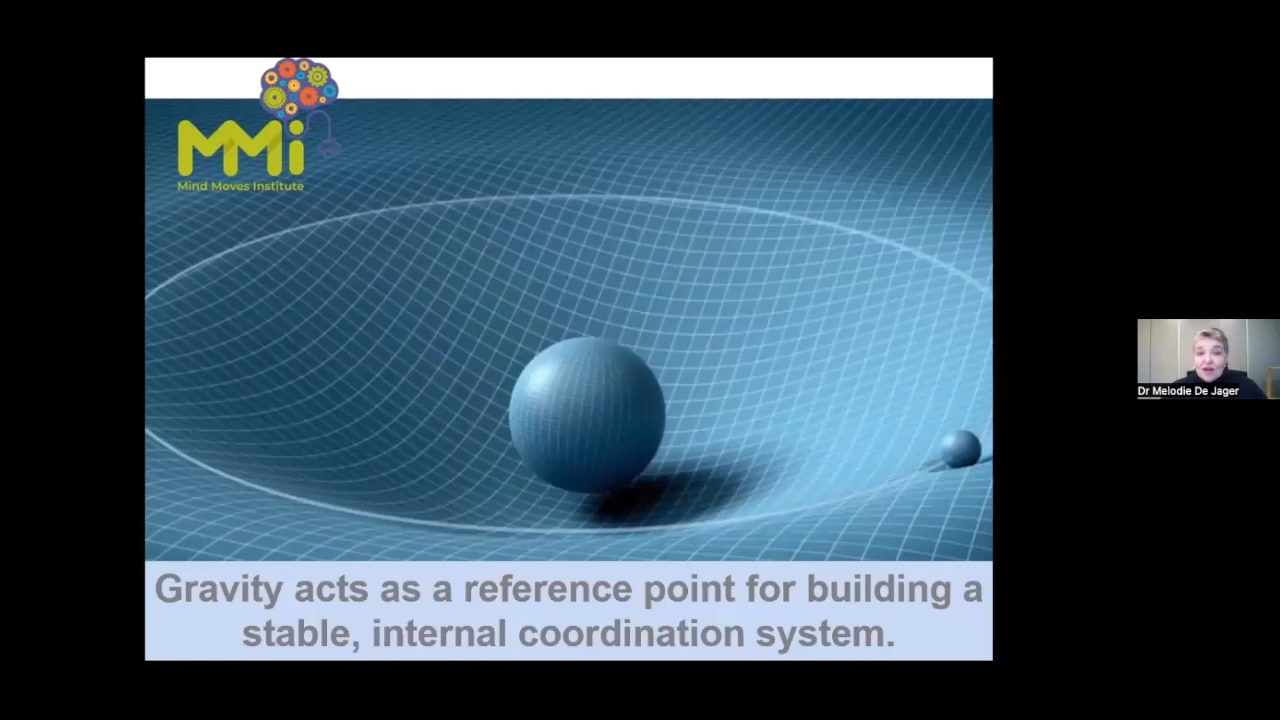 MMi
Mind Moves Institute
Dr Melodie De Jager
Gravity acts as a reference point for building a
stable, internal coordination system.